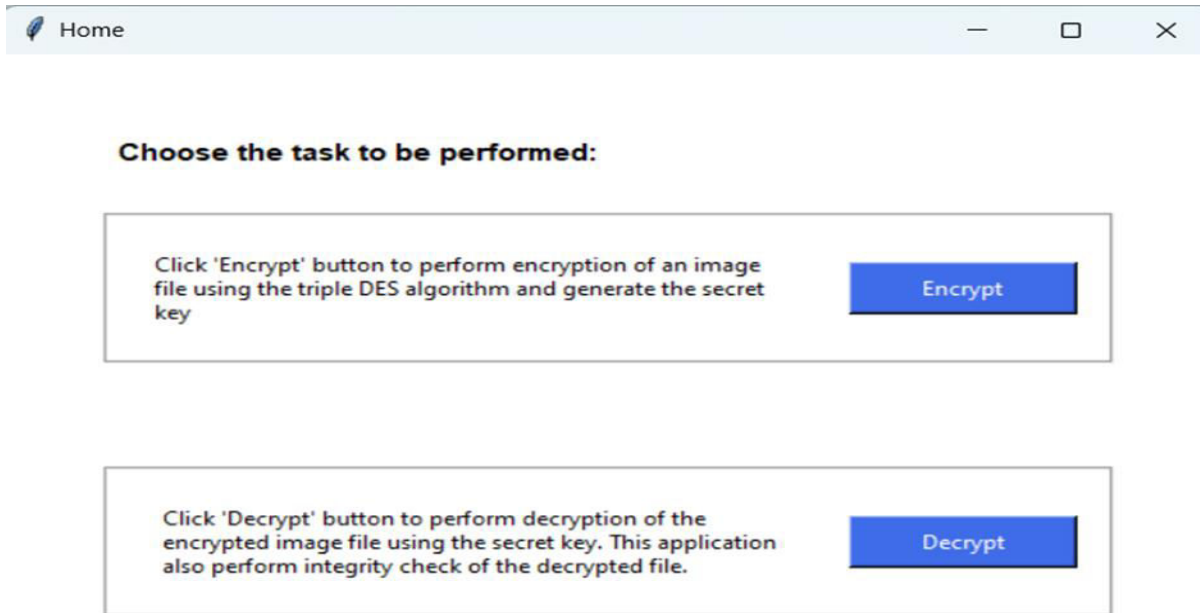 Home
Choose the task to be performed:
Click 'Encrypt' button to perform encryption of an image
file using the triple DES algorithm and generate the secret
key
Encrypt
Click 'Decrypt' button to perform decryption of the
encrypted image file using the secret key. This application
also perform integrity check of the decrypted file.
Decrypt